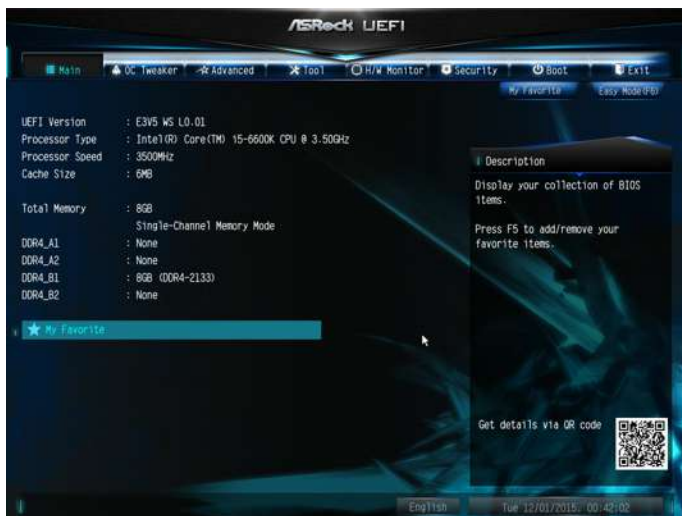 ASRock UEFI
Main OC Tweaker Advanced Tool H/W Monitor Security Boot Exit
My Favorite Easy Mode(F6)
UEFI Version : E3V5 WS L0.01
Processor Type : Intel(R) Core(TM) i5-6600K CPU @ 3.50GHz
Processor Speed : 3500MHz
Cache Size : 6MB
Total Memory : 8GB
Single-Channel Memory Mode
DDR4_A1 : None
DDR4_A2 : None
DDR4_B1 : 8GB (DDR4-2133)
DDR4_B2 : None
My Favorite
Description
Display your collection of BIOS
items.
Press F5 to add/remove your
favorite items.
Get details via QR code
English Tue 12/01/2015. 00:42:02